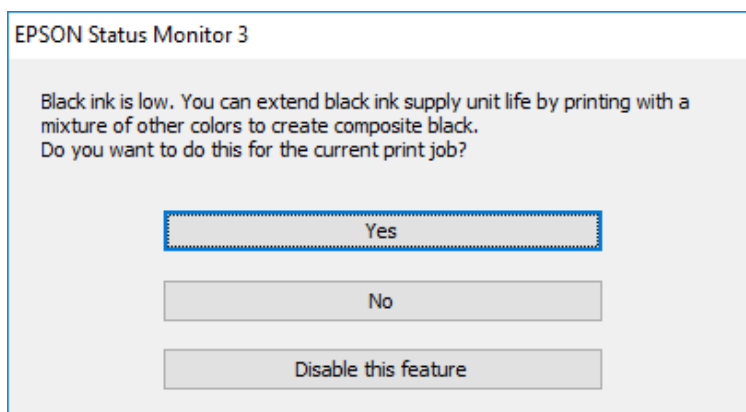 EPSON Status Monitor 3
Black ink is low. You can extend black ink supply unit life by printing with a
mixture of other colors to create composite black.
Do you want to do this for the current print job?
Yes
No
Disable this feature